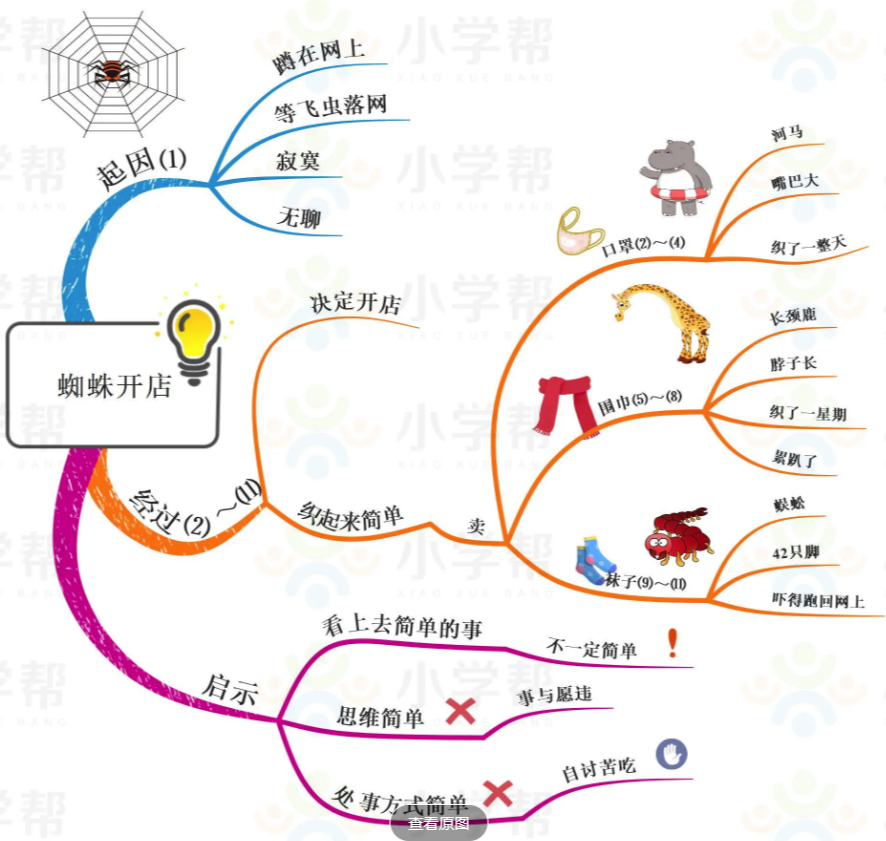 小学帮
XIAO XUE BANG
蜘蛛开店
起因(1)
蹲在网上
等飞虫落网
寂寞
无聊
经过(2)～(11)
决定开店
织起来简单
卖
口罩(2)～(4)
河马
嘴巴大
织了一整天
围巾(5)～(8)
长颈鹿
脖子长
织了一星期
累趴了
袜子(9)～(11)
蜈蚣
42只脚
吓得跑回网上
启示
看上去简单的事
不一定简单
思维简单
事与愿违
处事方式简单
自讨苦吃
查看原图